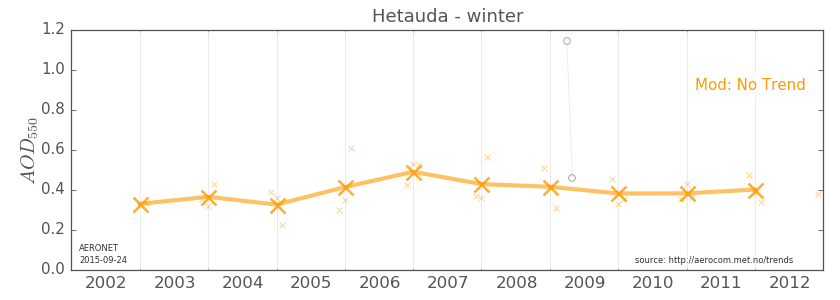 Hetauda - winter
1.2
1.0
0.8
0.6
0.4
0.2
0.0
AOD550
Mod: No Trend
AERONET
2015-09-24
source: http://aerocom.met.no/trends
2002 2003 2004 2005 2006 2007 2008 2009 2010 2011 2012